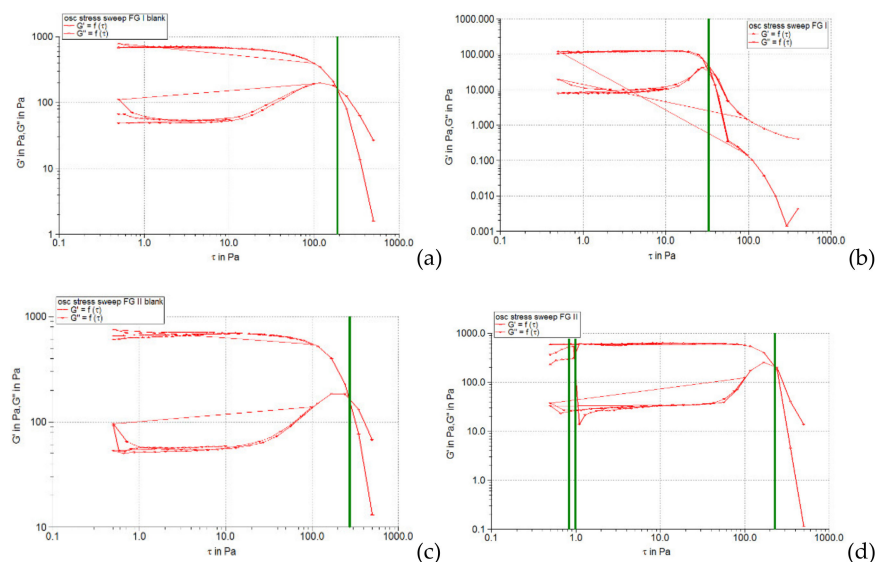 osc stress sweep FG I blank
G' = f (τ)
G'' = f (τ)
1000
100
10
1
G' in Pa,G'' in Pa
0.1
1.0
10.0
100.0
1000.0
τ in Pa
(a)
osc stress sweep FG I
G' = f (τ)
G'' = f (τ)
1000.000
100.000
10.000
1.000
0.100
0.010
0.001
G' in Pa,G'' in Pa
0.1
1.0
10.0
100.0
1000.0
τ in Pa
(b)
osc stress sweep FG II blank
G' = f (τ)
G'' = f (τ)
1000
100
10
G' in Pa,G'' in Pa
0.1
1.0
10.0
100.0
1000.0
τ in Pa
(c)
osc stress sweep FG II
G' = f (τ)
G'' = f (τ)
1000.0
100.0
10.0
1.0
0.1
G' in Pa,G'' in Pa
0.1
1.0
10.0
100.0
1000.0
τ in Pa
(d)